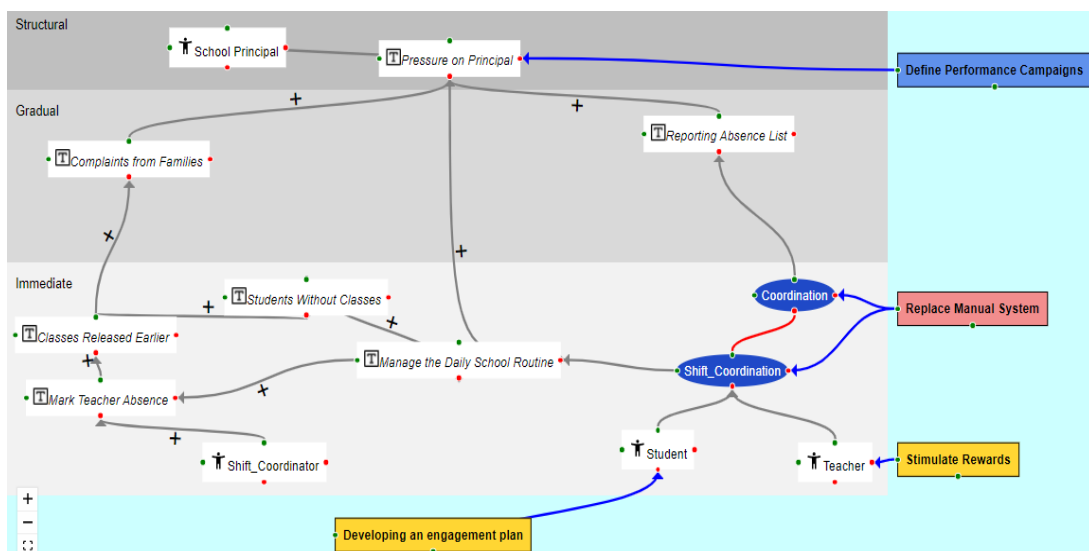 Structural
School Principal
T Pressure on Principal
Define Performance Campaigns
+
+
Gradual
T Reporting Absence List
T Complaints from Families
+
+
Immediate
T Students Without Classes
Coordination
+
Replace Manual System
T Classes Released Earlier
+
T Manage the Daily School Routine
Shift_Coordination
+
+
T Mark Teacher Absence
+
Student
Shift_Coordinator
Teacher
Stimulate Rewards
+
−
Developing an engagement plan